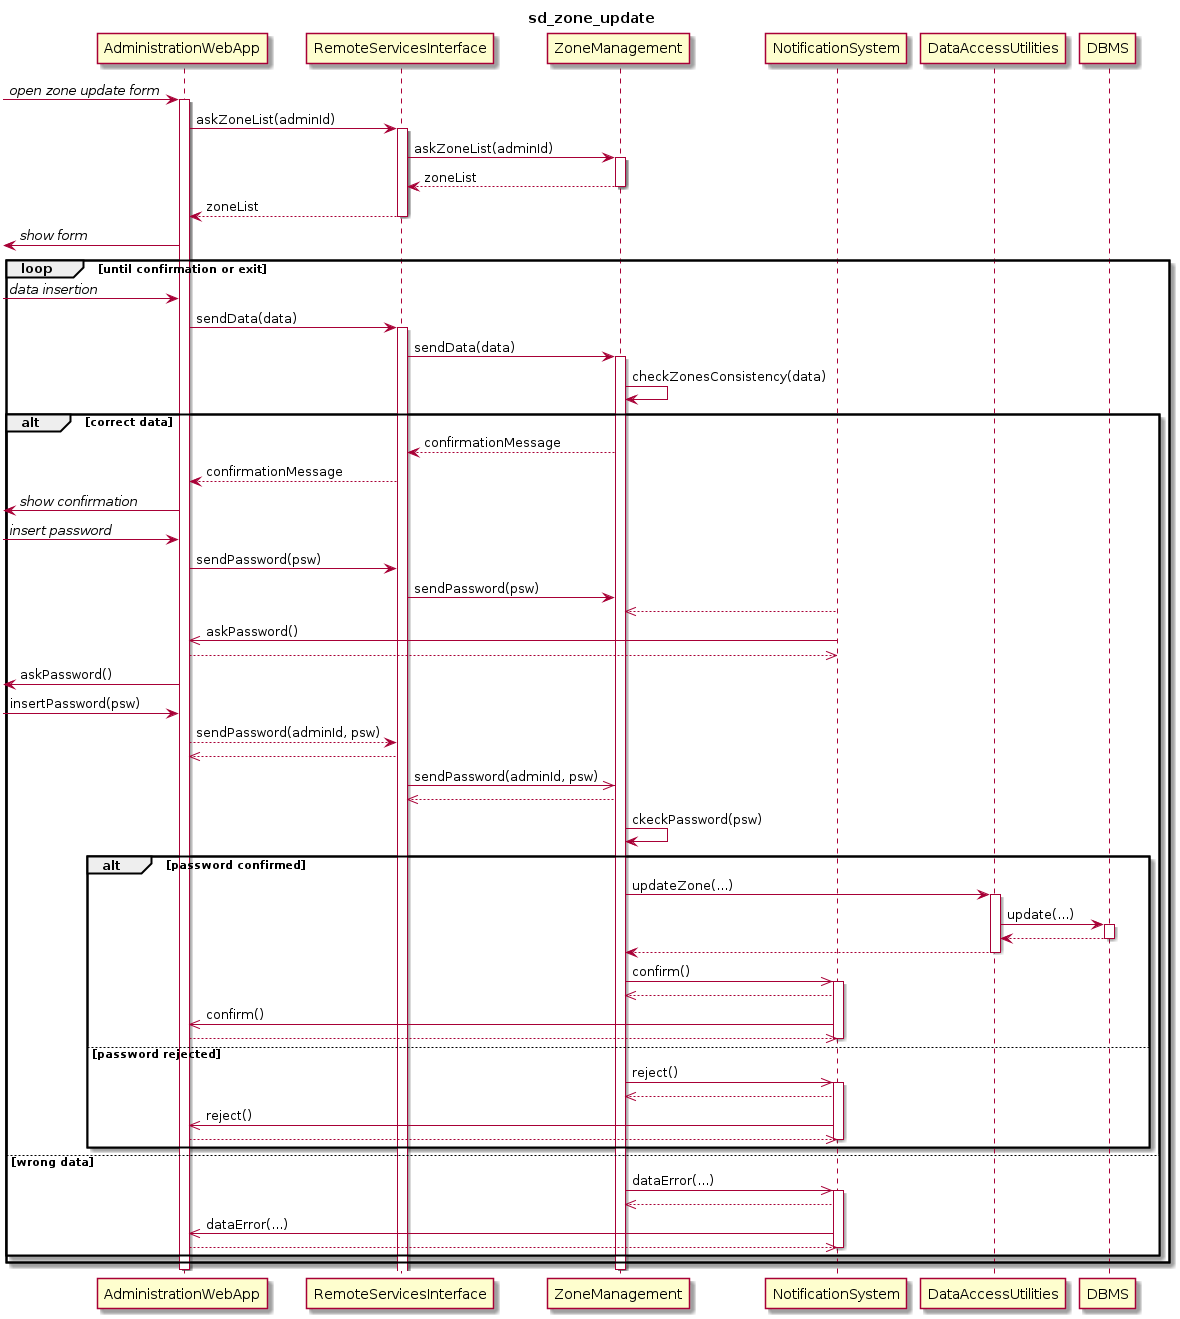 sd_zone_update
AdministrationWebApp RemoteServicesInterface ZoneManagement NotificationSystem DataAccessUtilities DBMS
open zone update form
askZoneList(adminId)
askZoneList(adminId)
zoneList
zoneList
show form
loop [until confirmation or exit]
data insertion
sendData(data)
sendData(data)
checkZonesConsistency(data)
alt [correct data]
confirmationMessage
confirmationMessage
show confirmation
insert password
sendPassword(psw)
sendPassword(psw)
askPassword()
askPassword()
insertPassword(psw)
sendPassword(adminId, psw)
sendPassword(adminId, psw)
ckeckPassword(psw)
alt [password confirmed]
updateZone(...)
update(...)
confirm()
confirm()
[password rejected]
reject()
reject()
[wrong data]
dataError(...)
dataError(...)
AdministrationWebApp RemoteServicesInterface ZoneManagement NotificationSystem DataAccessUtilities DBMS